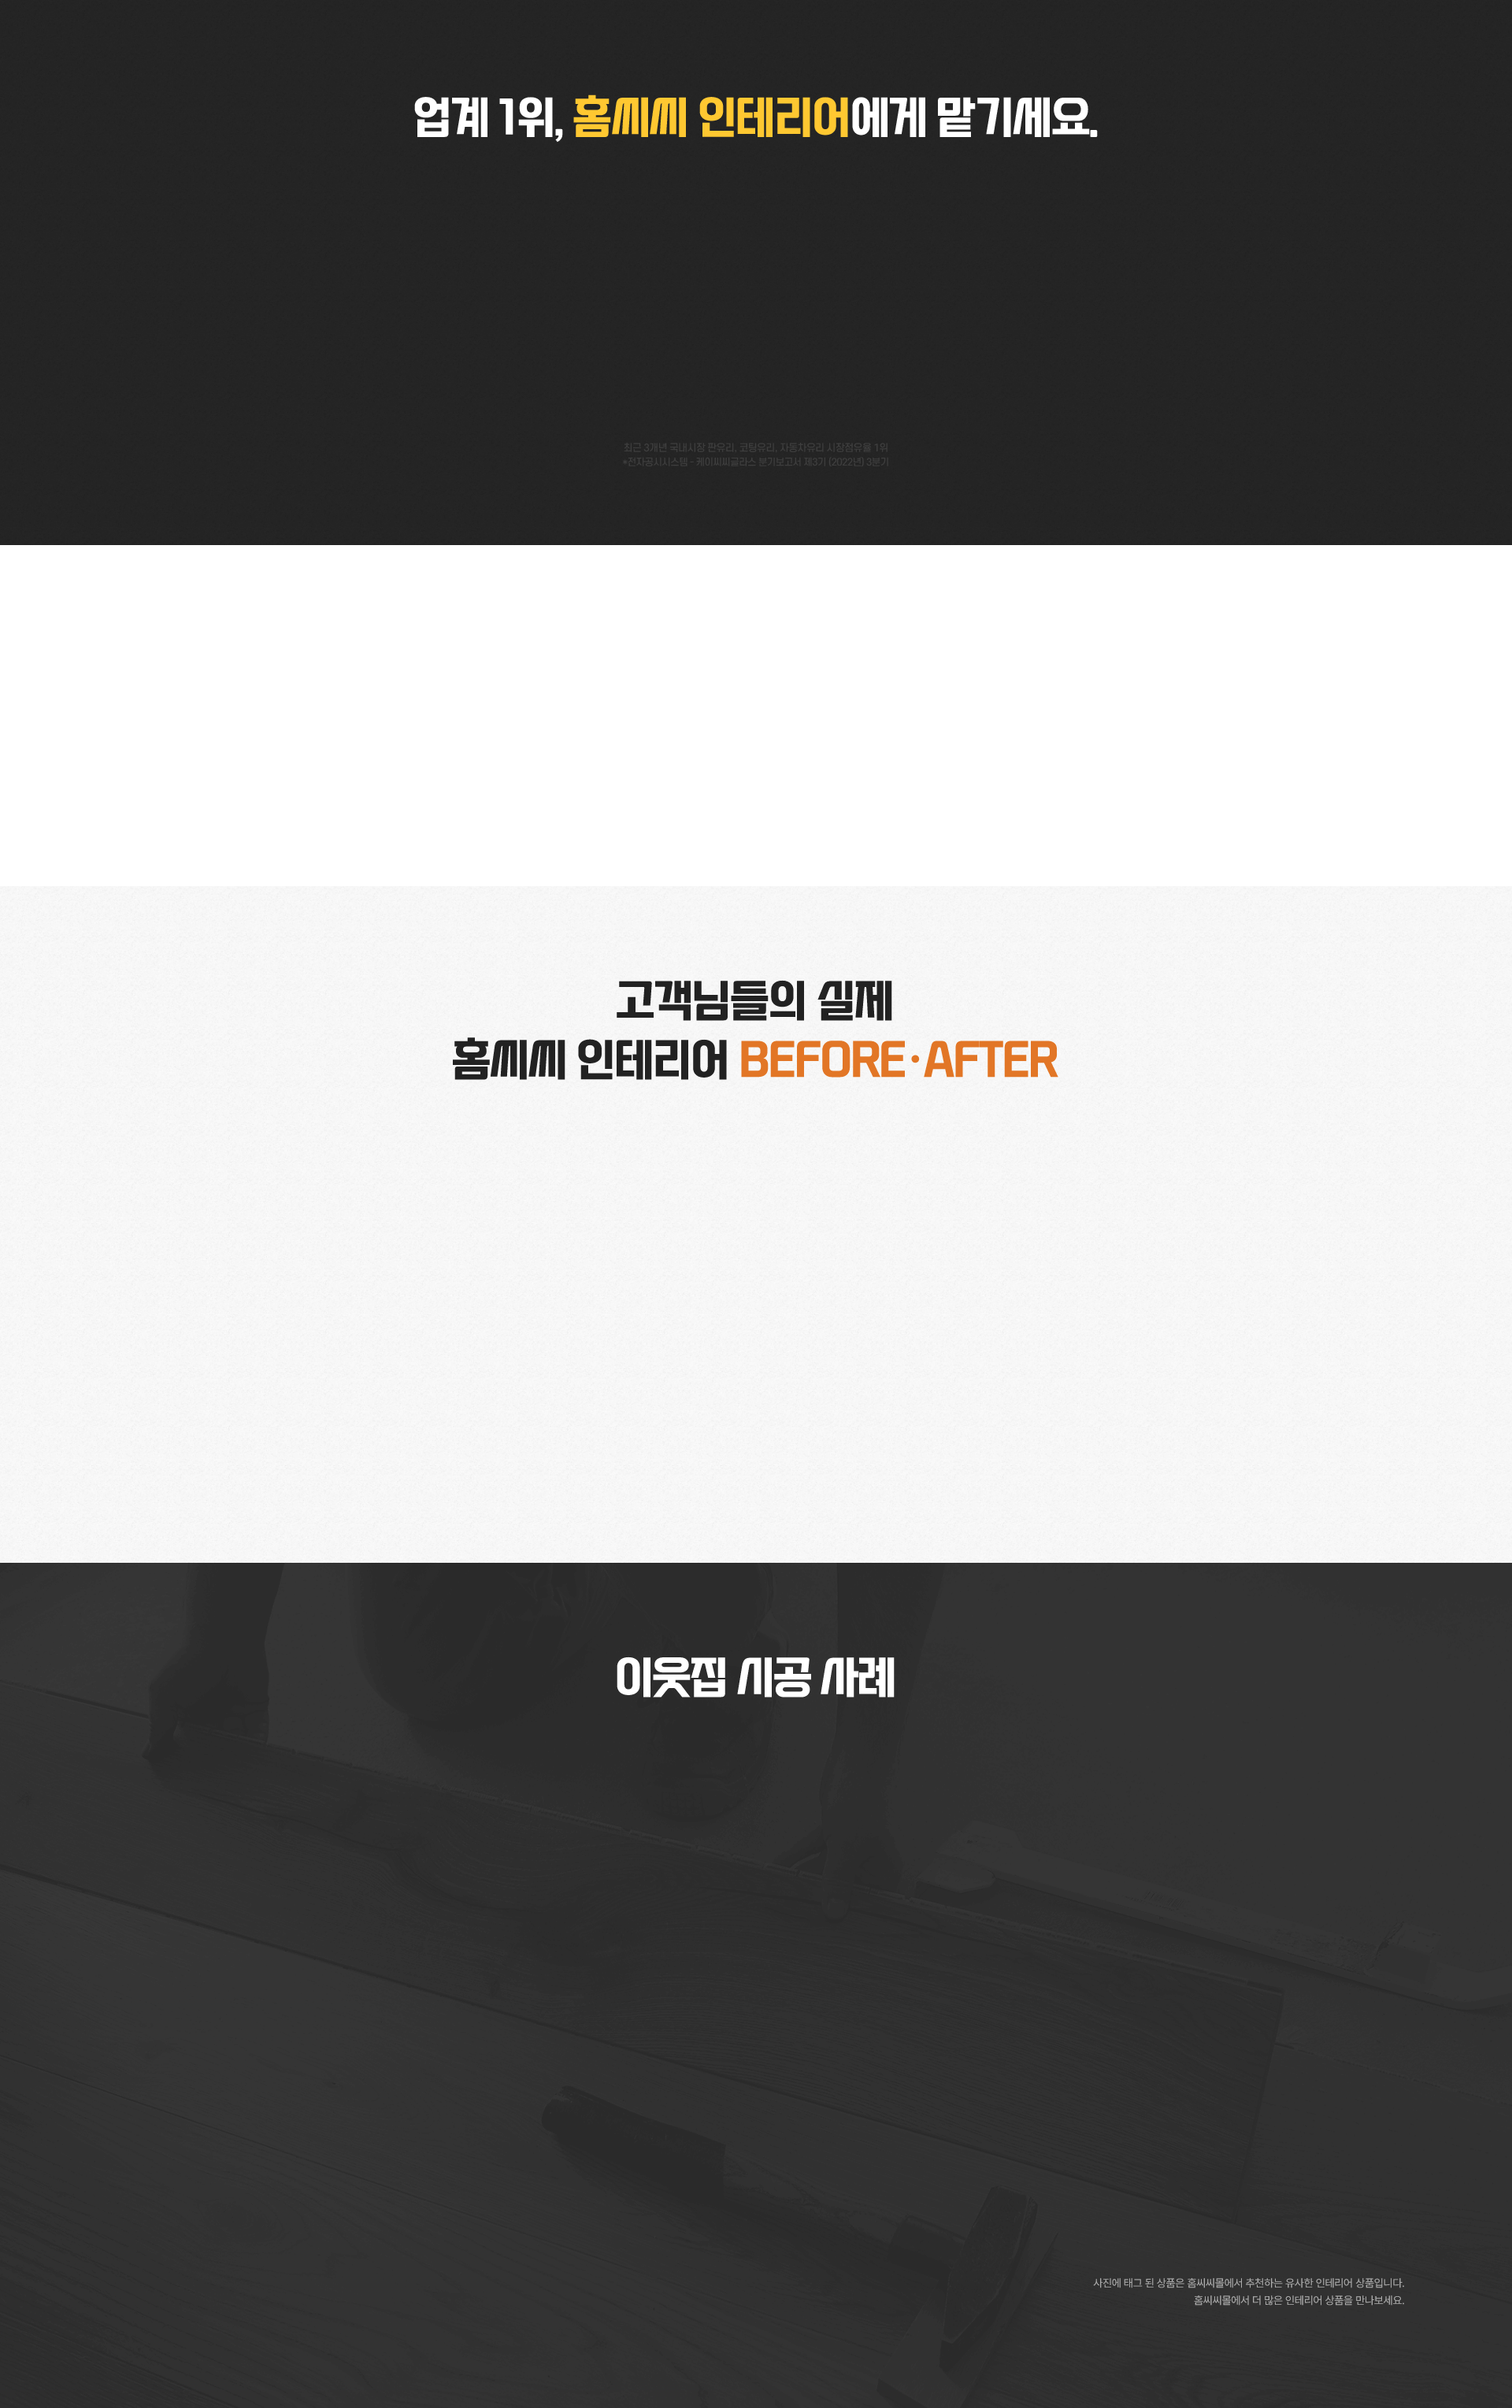 업계 1위, 홈씨씨 인테리어에게 맡기세요.
최근 3개년 국내시장 판유리, 코팅유리, 자동차유리 시장점유율 1위
*전자공시시스템 - 케이씨씨글라스 분기보고서 제3기 (2022년) 3분기
고객님들의 실제
홈씨씨 인테리어 BEFORE·AFTER
이웃집 시공 사례
사진에 태그 된 상품은 홈씨씨몰에서 추천하는 유사한 인테리어 상품입니다.
홈씨씨몰에서 더 많은 인테리어 상품을 만나보세요.